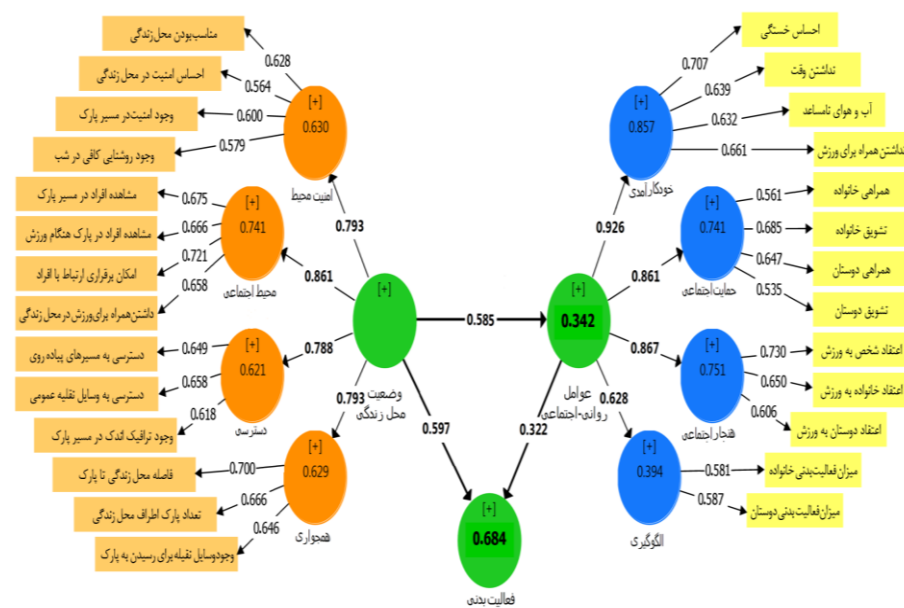 مناسب‌بودن محل زندگی
احساس امنیت در محل زندگی
وجود امنیت در مسیر پارک
وجود روشنایی کافی در شب
0.628
0.564
0.600
0.579
[+]
0.630
امنیت محیط
مشاهده افراد در مسیر پارک
مشاهده افراد در پارک هنگام ورزش
امکان برقراری ارتباط با افراد
داشتن همراه برای ورزش در محل زندگی
0.675
0.666
0.721
0.658
[+]
0.741
محیط اجتماعی
دسترسی به مسیرهای پیاده روی
دسترسی به وسایل نقلیه عمومی
وجود ترافیک اندک در مسیر پارک
0.649
0.658
0.618
[+]
0.621
دسترسی
فاصله محل زندگی تا پارک
تعداد پارک اطراف محل زندگی
وجود وسایل نقلیه برای رسیدن به پارک
0.700
0.666
0.646
[+]
0.629
همجواری
0.793
0.861
0.788
0.793
[+]
وضعیت
محل زندگی
0.585
0.597
0.322
[+]
0.684
فعالیت بدنی
[+]
0.342
عوامل
روانی-اجتماعی
0.926
0.861
0.867
0.628
[+]
0.857
خودکارآمدی
0.707
0.639
0.632
0.661
احساس خستگی
نداشتن وقت
آب و هوای نامساعد
نداشتن همراه برای ورزش
[+]
0.741
حمایت اجتماعی
0.561
0.685
0.647
0.535
همراهی خانواده
تشویق خانواده
همراهی دوستان
تشویق دوستان
[+]
0.751
هنجار اجتماعی
0.730
0.650
0.606
اعتقاد شخص به ورزش
اعتقاد خانواده به ورزش
اعتقاد دوستان به ورزش
[+]
0.394
الگوگیری
0.581
0.587
میزان فعالیت بدنی خانواده
میزان فعالیت بدنی دوستان